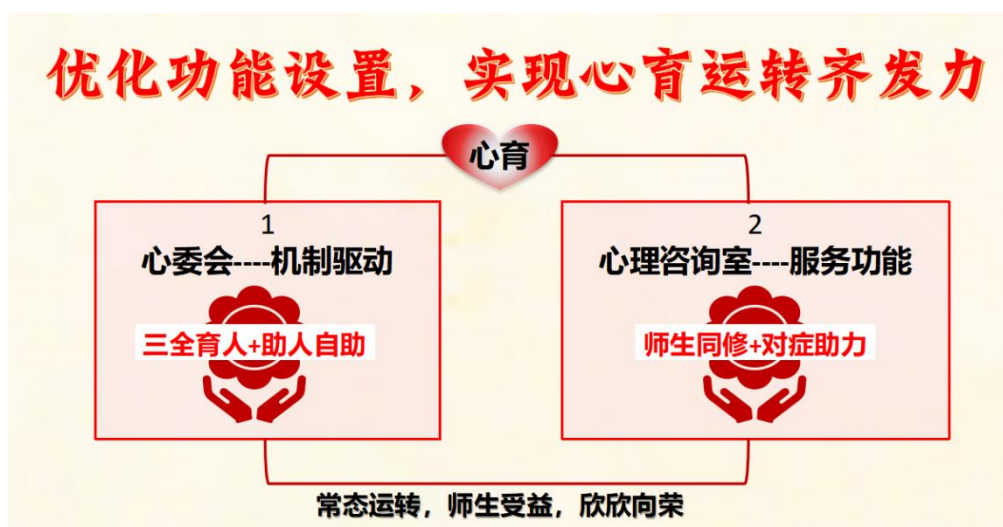 优化功能设置，实现心育运转齐发力
心育
1
心委会----机制驱动
三全育人+助人自助
2
心理咨询室----服务功能
师生同修+对症助力
常态运转，师生受益，欣欣向荣